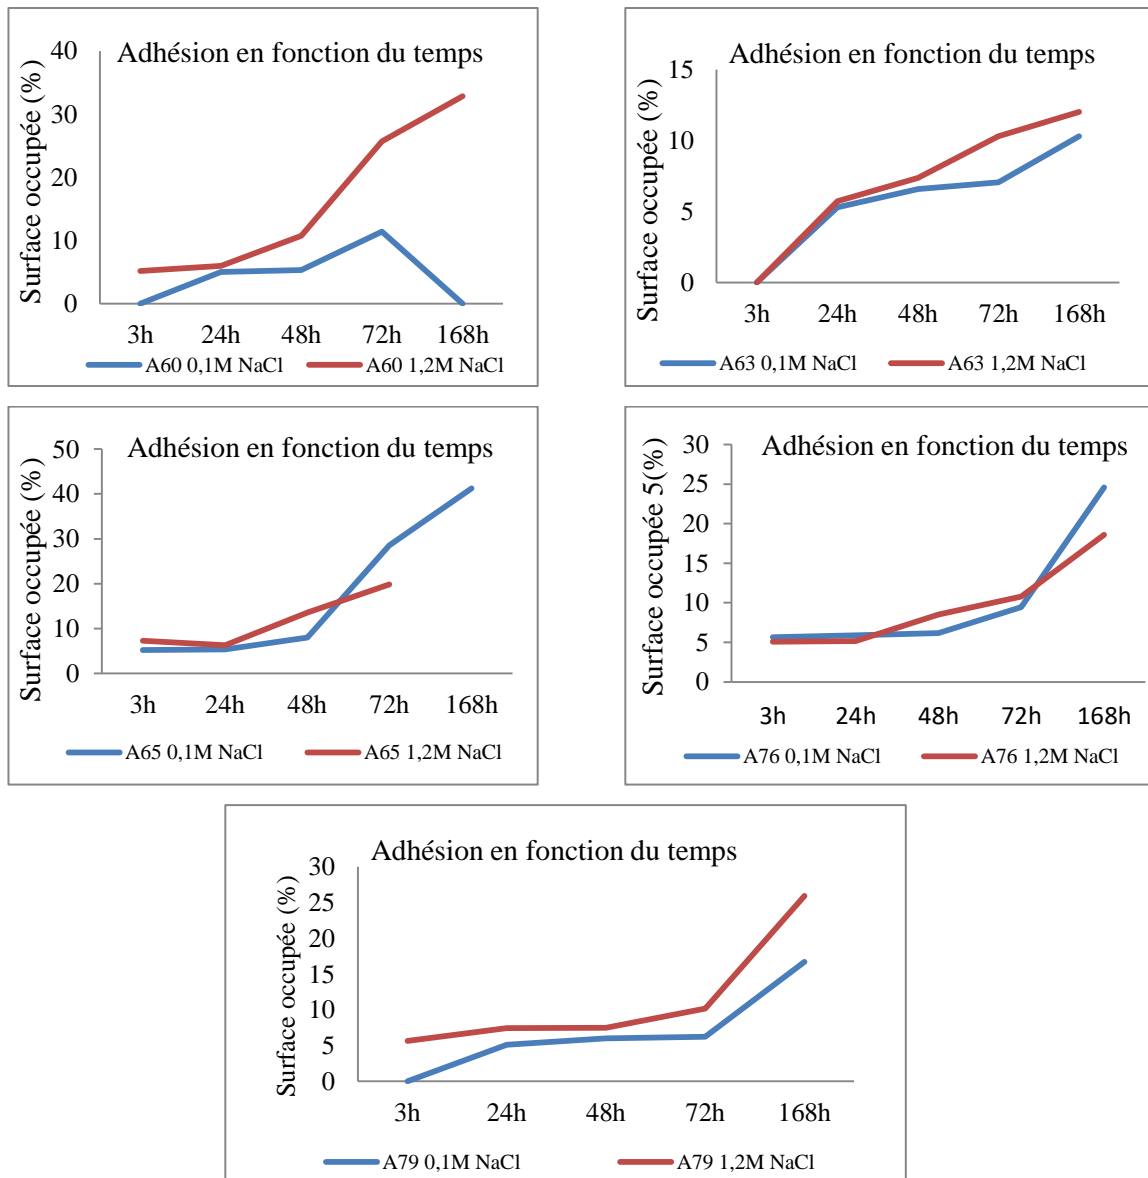 Adhésion en fonction du temps
Surface occupée (%)
40
30
20
10
0
3h 24h 48h 72h 168h
A60 0,1M NaCl A60 1,2M NaCl
Adhésion en fonction du temps
Surface occupée (%)
15
10
5
0
3h 24h 48h 72h 168h
A63 0,1M NaCl A63 1,2M NaCl
Adhésion en fonction du temps
Surface occupée (%)
50
40
30
20
10
0
3h 24h 48h 72h 168h
A65 0,1M NaCl A65 1,2M NaCl
Adhésion en fonction du temps
Surface occupée 5(%)
30
25
20
15
10
5
0
3h 24h 48h 72h 168h
A76 0,1M NaCl A76 1,2M NaCl
Adhésion en fonction du temps
Surface occupée (%)
30
25
20
15
10
5
0
3h 24h 48h 72h 168h
A79 0,1M NaCl A79 1,2M NaCl